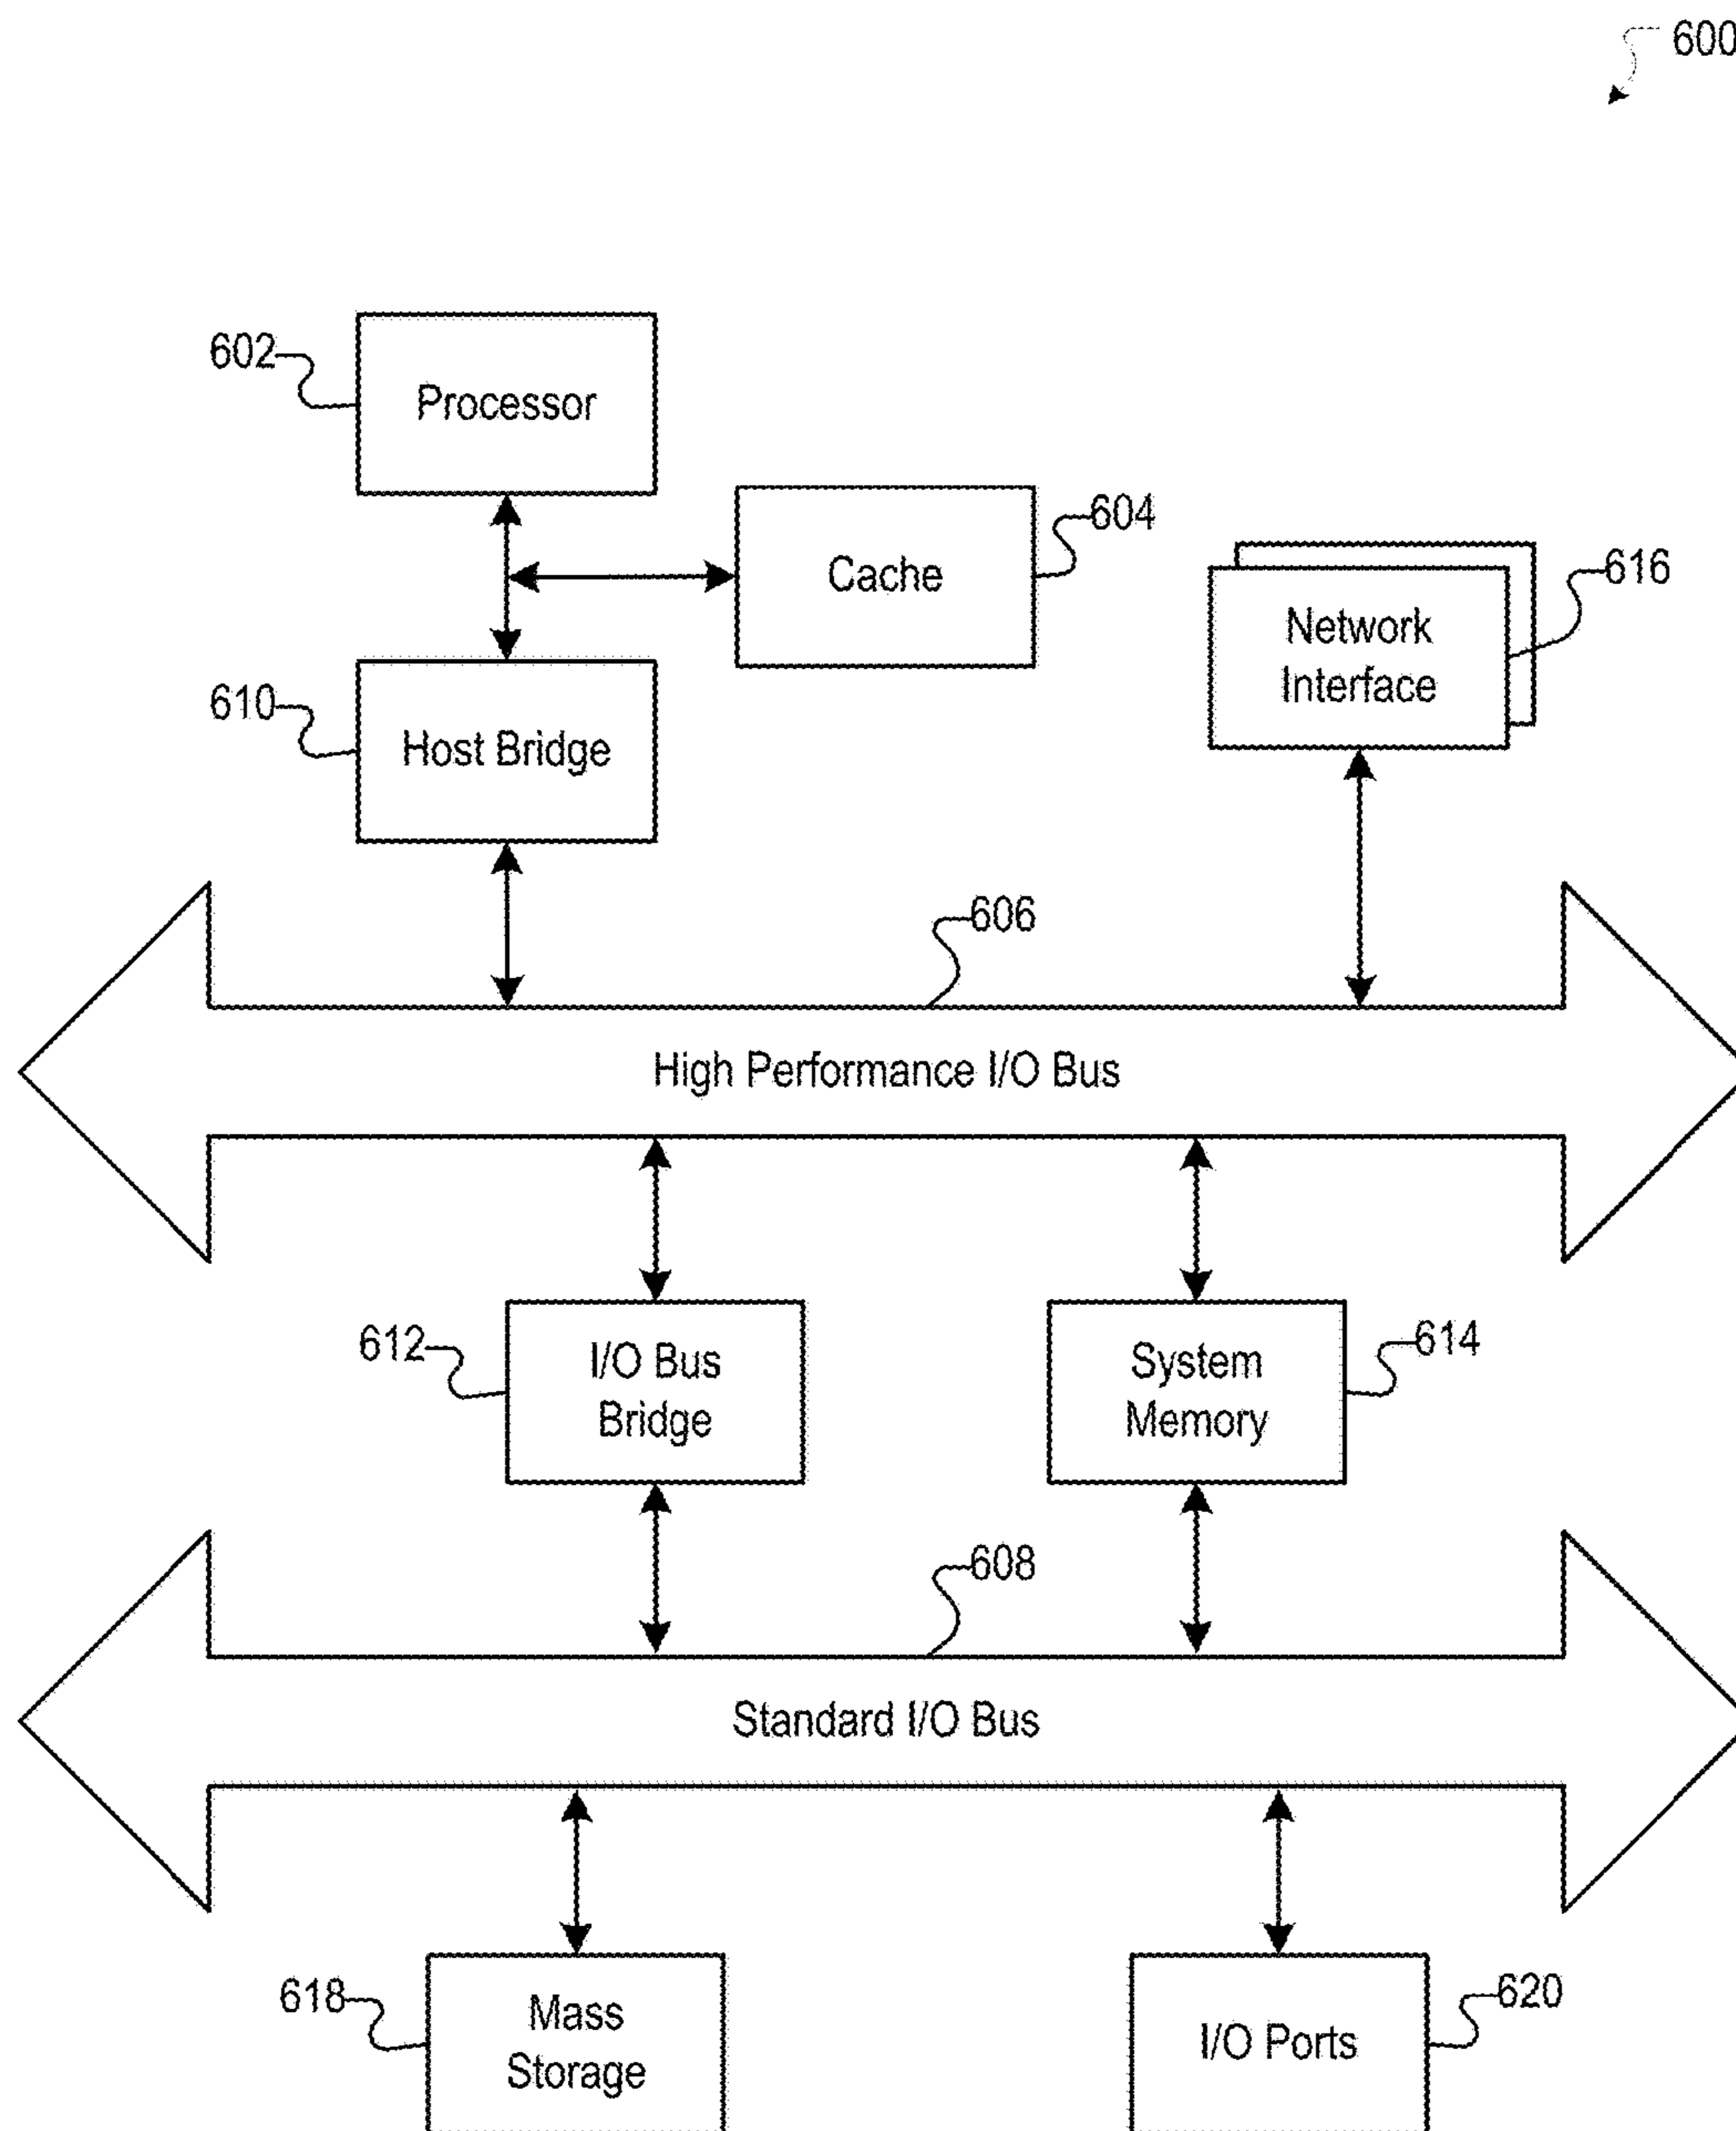 600
602
Processor
604
Cache
616
Network
Interface
610
Host Bridge
606
High Performance I/O Bus
612
I/O Bus
Bridge
614
System
Memory
608
Standard I/O Bus
618
Mass
Storage
620
I/O Ports